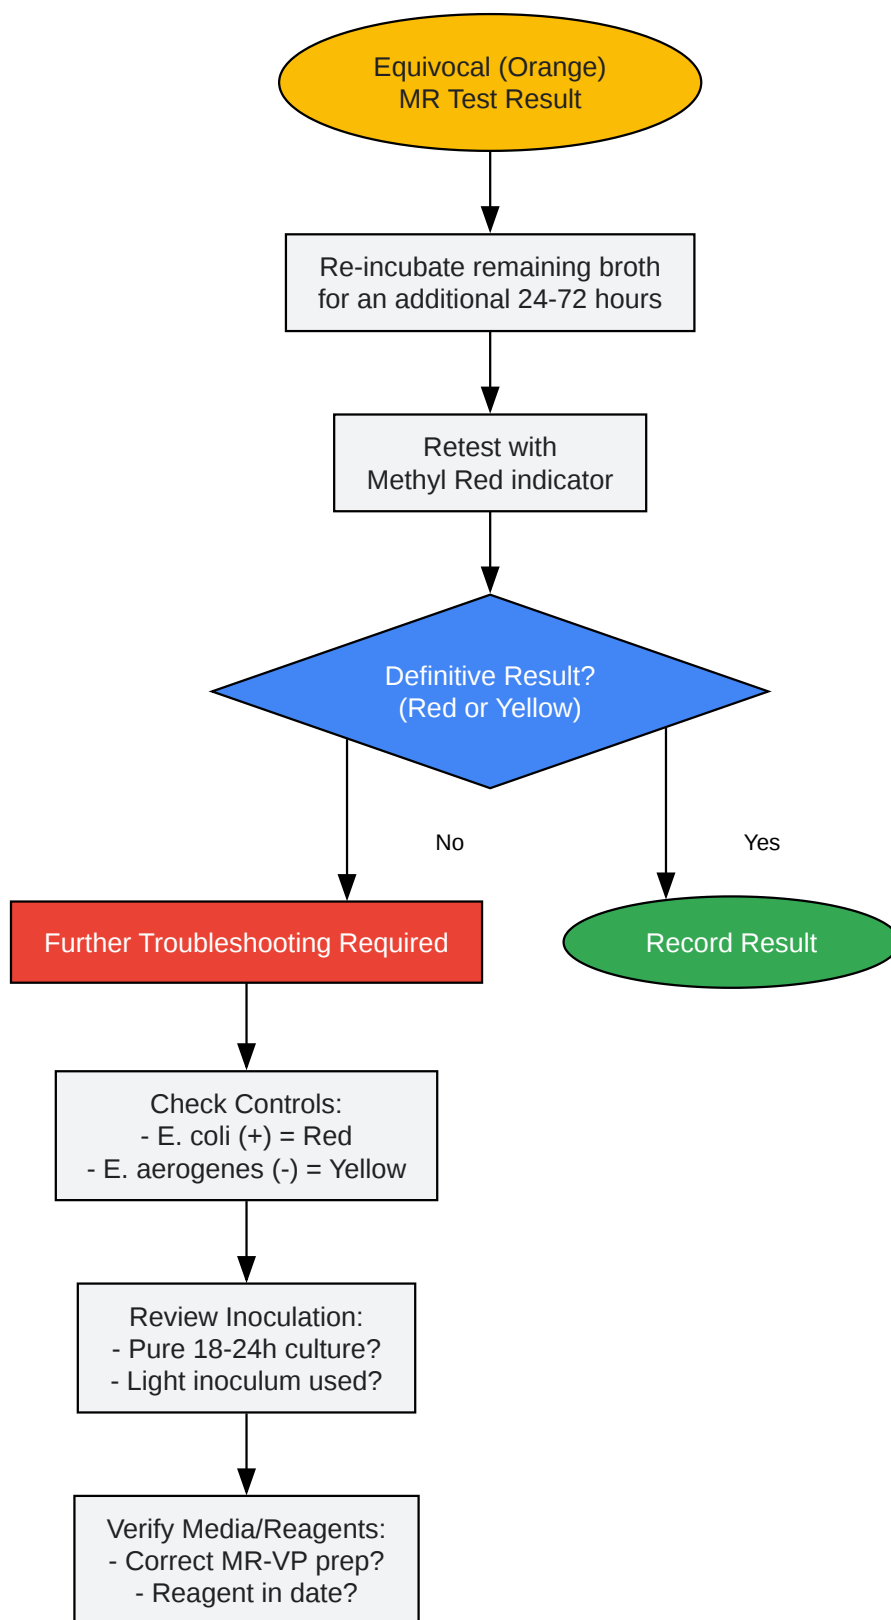 Equivocal (Orange)
MR Test Result
Re-incubate remaining broth
for an additional 24-72 hours
Retest with
Methyl Red indicator
Definitive Result?
(Red or Yellow)
No
Yes
Further Troubleshooting Required
Record Result
Check Controls:
- E. coli (+) = Red
- E. aerogenes (-) = Yellow
Review Inoculation:
- Pure 18-24h culture?
- Light inoculum used?
Verify Media/Reagents:
- Correct MR-VP prep?
- Reagent in date?